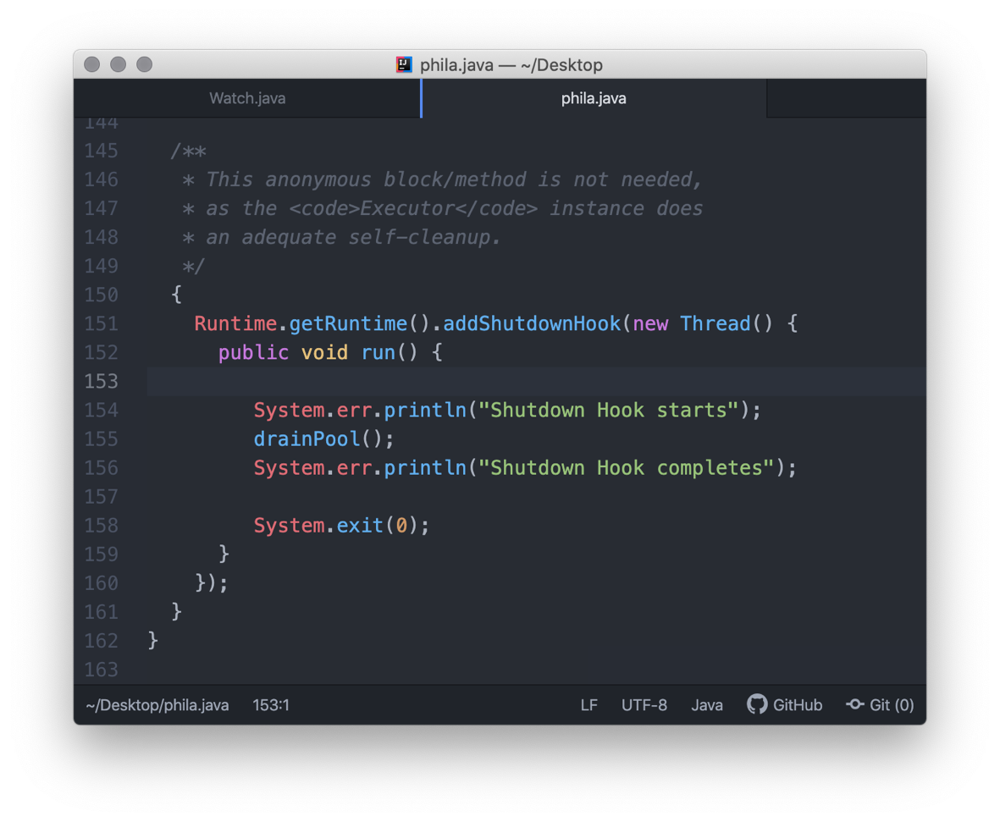 phila.java — ~/Desktop
Watch.java phila.java
144
145 /**
146 * This anonymous block/method is not needed,
147 * as the <code>Executor</code> instance does
148 * an adequate self-cleanup.
149 */
150 {
151 Runtime.getRuntime().addShutdownHook(new Thread() {
152 public void run() {
153
154 System.err.println("Shutdown Hook starts");
155 drainPool();
156 System.err.println("Shutdown Hook completes");
157
158 System.exit(0);
159 }
160 });
161 }
162 }
163
~/Desktop/phila.java 153:1 LF UTF-8 Java GitHub Git (0)